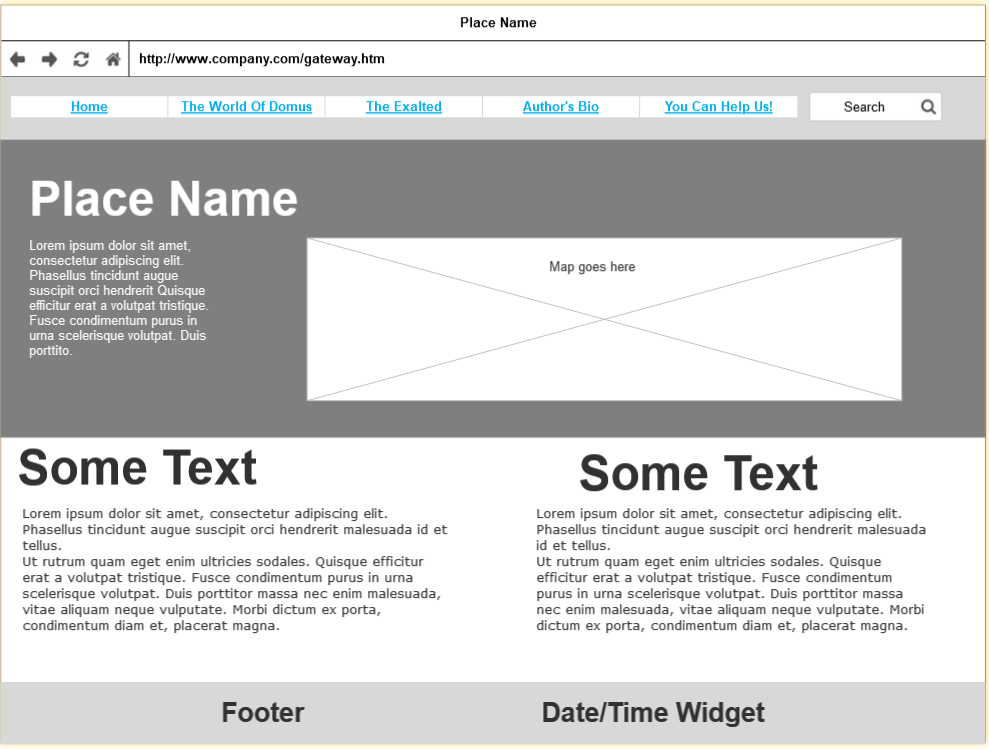 Place Name
http://www.company.com/gateway.htm
Home The World Of Domus The Exalted Author's Bio You Can Help Us! Search
Place Name
Lorem ipsum dolor sit amet,
consectetur adipiscing elit.
Phasellus tincidunt augue
suscipit orci hendrerit Quisque
efficitur erat a volutpat tristique.
Fusce condimentum purus in
urna scelerisque volutpat. Duis
porttito.
Map goes here
Some Text
Lorem ipsum dolor sit amet, consectetur adipiscing elit.
Phasellus tincidunt augue suscipit orci hendrerit malesuada id et
tellus.
Ut rutrum quam eget enim ultricies sodales. Quisque efficitur
erat a volutpat tristique. Fusce condimentum purus in urna
scelerisque volutpat. Duis porttitor massa nec enim malesuada,
vitae aliquam neque vulputate. Morbi dictum ex porta,
condimentum diam et, placerat magna.
Some Text
Lorem ipsum dolor sit amet, consectetur adipiscing elit.
Phasellus tincidunt augue suscipit orci hendrerit malesuada
id et tellus.
Ut rutrum quam eget enim ultricies sodales. Quisque
efficitur erat a volutpat tristique. Fusce condimentum
purus in urna scelerisque volutpat. Duis porttitor massa
nec enim malesuada, vitae aliquam neque vulputate. Morbi
dictum ex porta, condimentum diam et, placerat magna.
Footer
Date/Time Widget